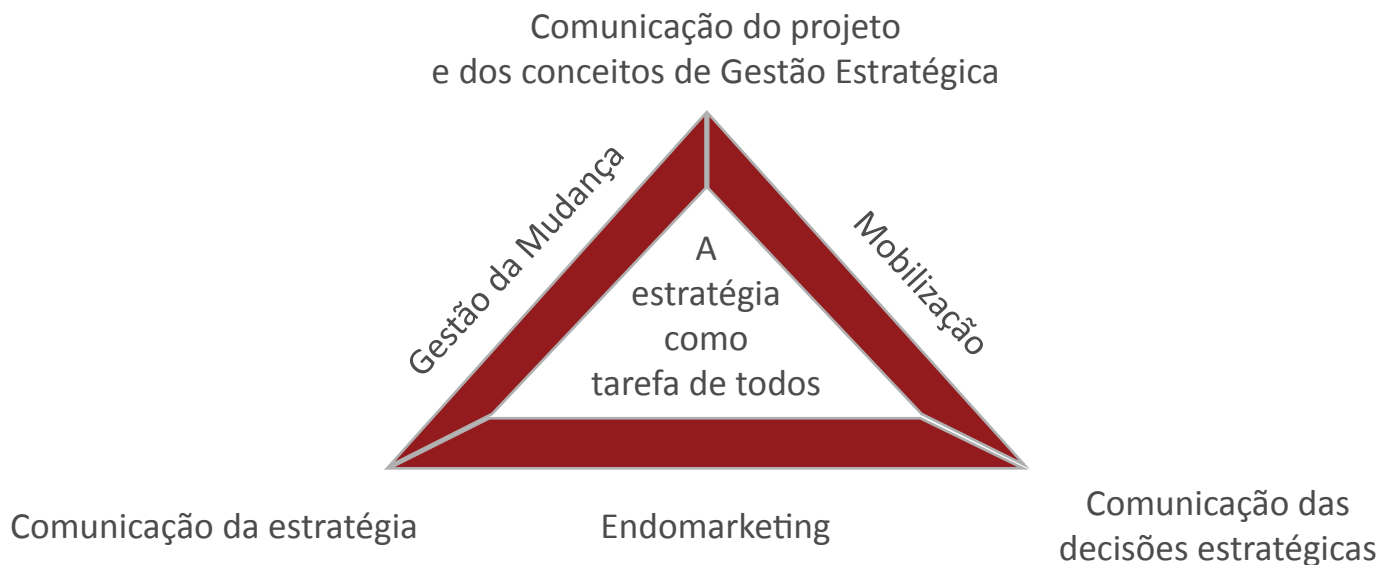 Comunicação do projeto
e dos conceitos de Gestão Estratégica
Gestão da Mudança
Mobilização
A
estratégia
como
tarefa de todos
Comunicação da estratégia
Endomarketing
Comunicação das
decisões estratégicas